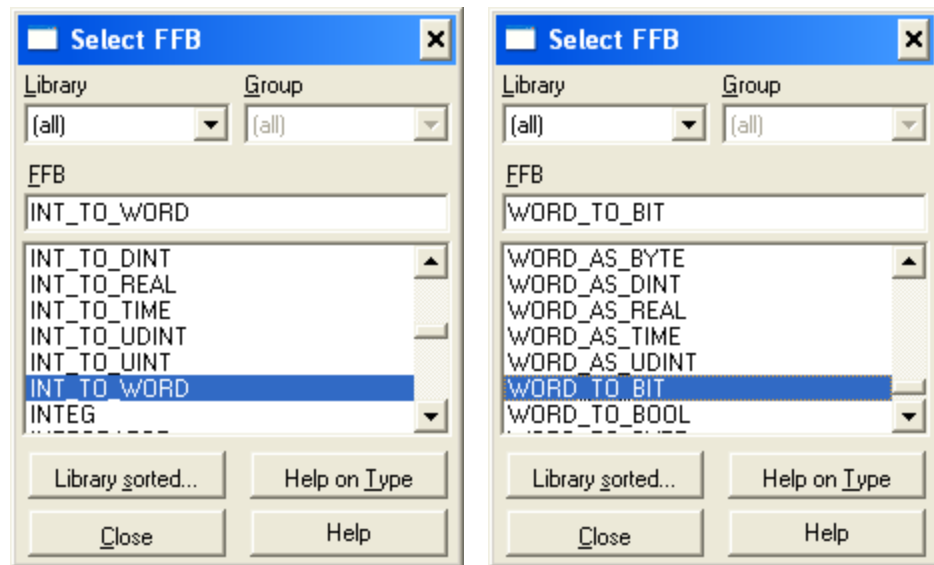 Select FFB
Library Group
(all) (all)
FFB
INT_TO_WORD
INT_TO_DINT
INT_TO_REAL
INT_TO_TIME
INT_TO_UDINT
INT_TO_UINT
INT_TO_WORD
INTEG
Library sorted... Help on Type
Close Help
Select FFB
Library Group
(all) (all)
FFB
WORD_TO_BIT
WORD_AS_BYTE
WORD_AS_DINT
WORD_AS_REAL
WORD_AS_TIME
WORD_AS_UDINT
WORD_TO_BIT
WORD_TO_BOOL
Library sorted... Help on Type
Close Help